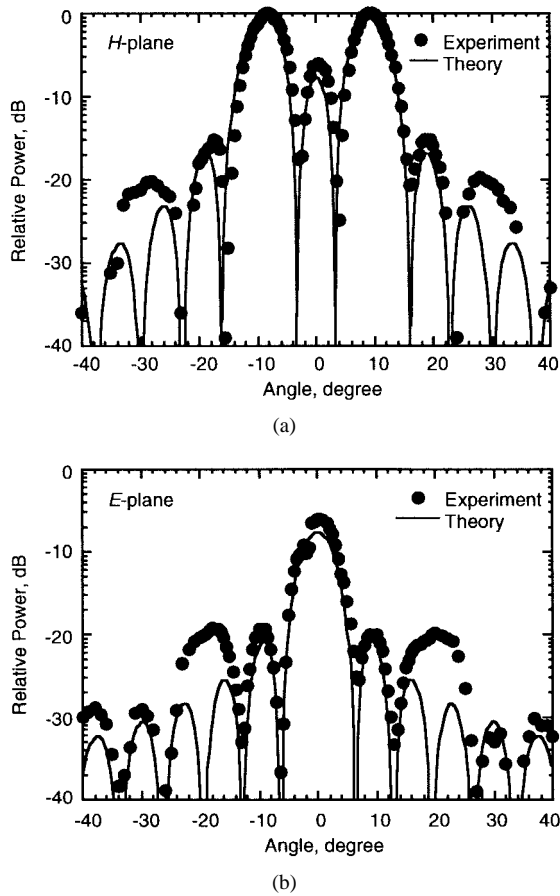 H-plane
Experiment
Theory
Relative Power, dB
0
-10
-20
-30
-40
-40 -30 -20 -10 0 10 20 30 40
Angle, degree
(a)
E-plane
Experiment
Theory
Relative Power, dB
0
-10
-20
-30
-40
-40 -30 -20 -10 0 10 20 30 40
Angle, degree
(b)